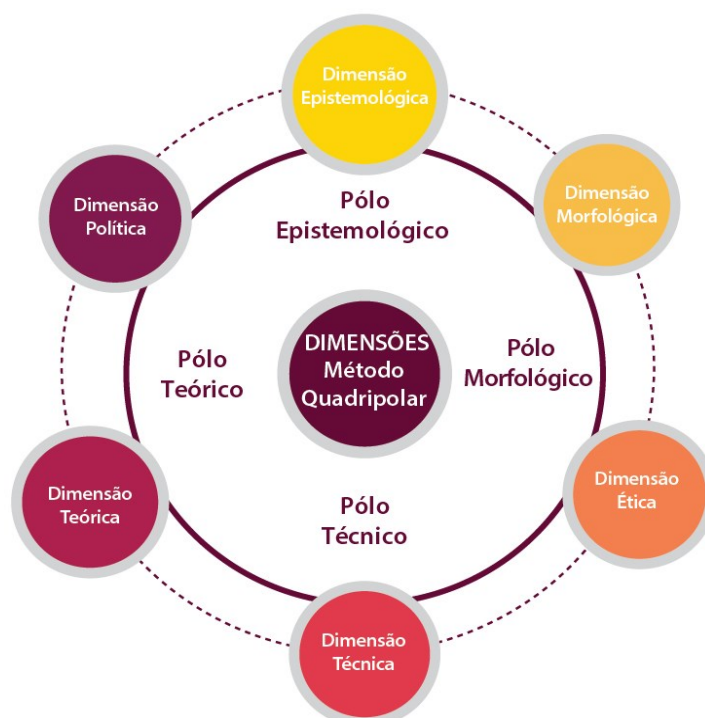 Dimensão
Epistemológica
Dimensão
Política
Dimensão
Morfológica
Pólo
Epistemológico
Pólo
Teórico
DIMENSÕES
Método
Quadripolar
Pólo
Morfológico
Dimensão
Teórica
Dimensão
Ética
Pólo
Técnico
Dimensão
Técnica